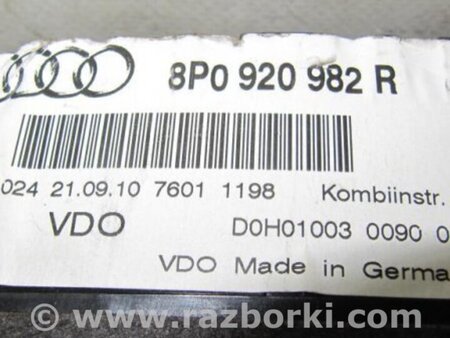 8P0 920 982 R
024 21.09.10 7601 1198 Kombiinstr.
VDO D0H01003 0090 0
VDO Made in Germa
www.razborki.com